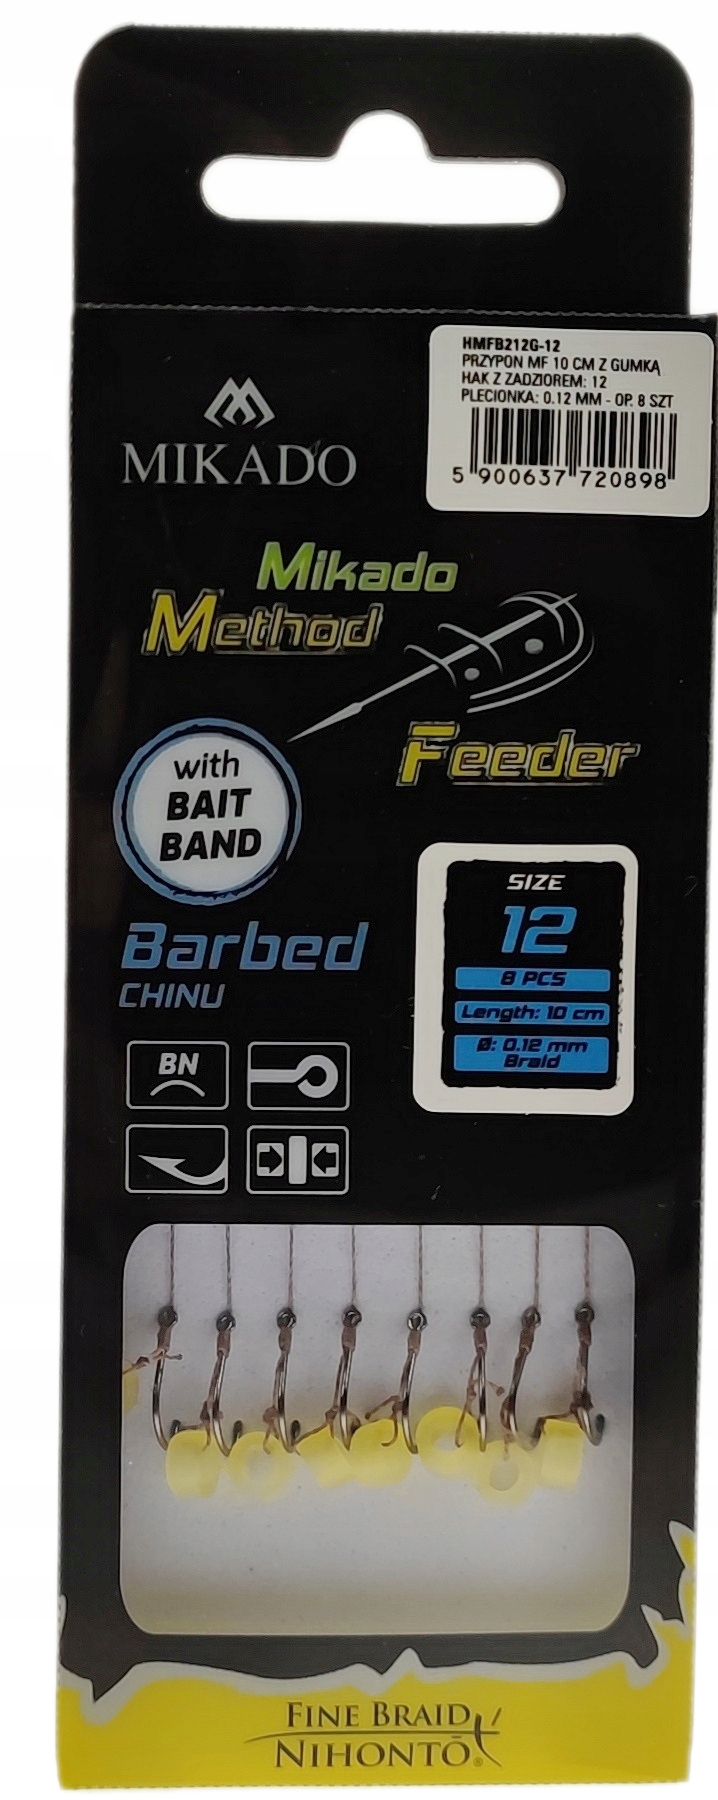 HMFB212G-12
PRZYPON MF 10 CM Z GUMKĄ
HAK Z ZADZIOREM: 12
PLECIONKA: 0.12 MM - OP. 8 SZT
5 900637 720898
MIKADO
Mikado
Method
Feeder
with
BAIT
BAND
SIZE
12
8 PCS
Length: 10 cm
Ø: 0.12 mm
Braid
Barbed
CHINU
BN
FINE BRAID
NIHONTŌ®